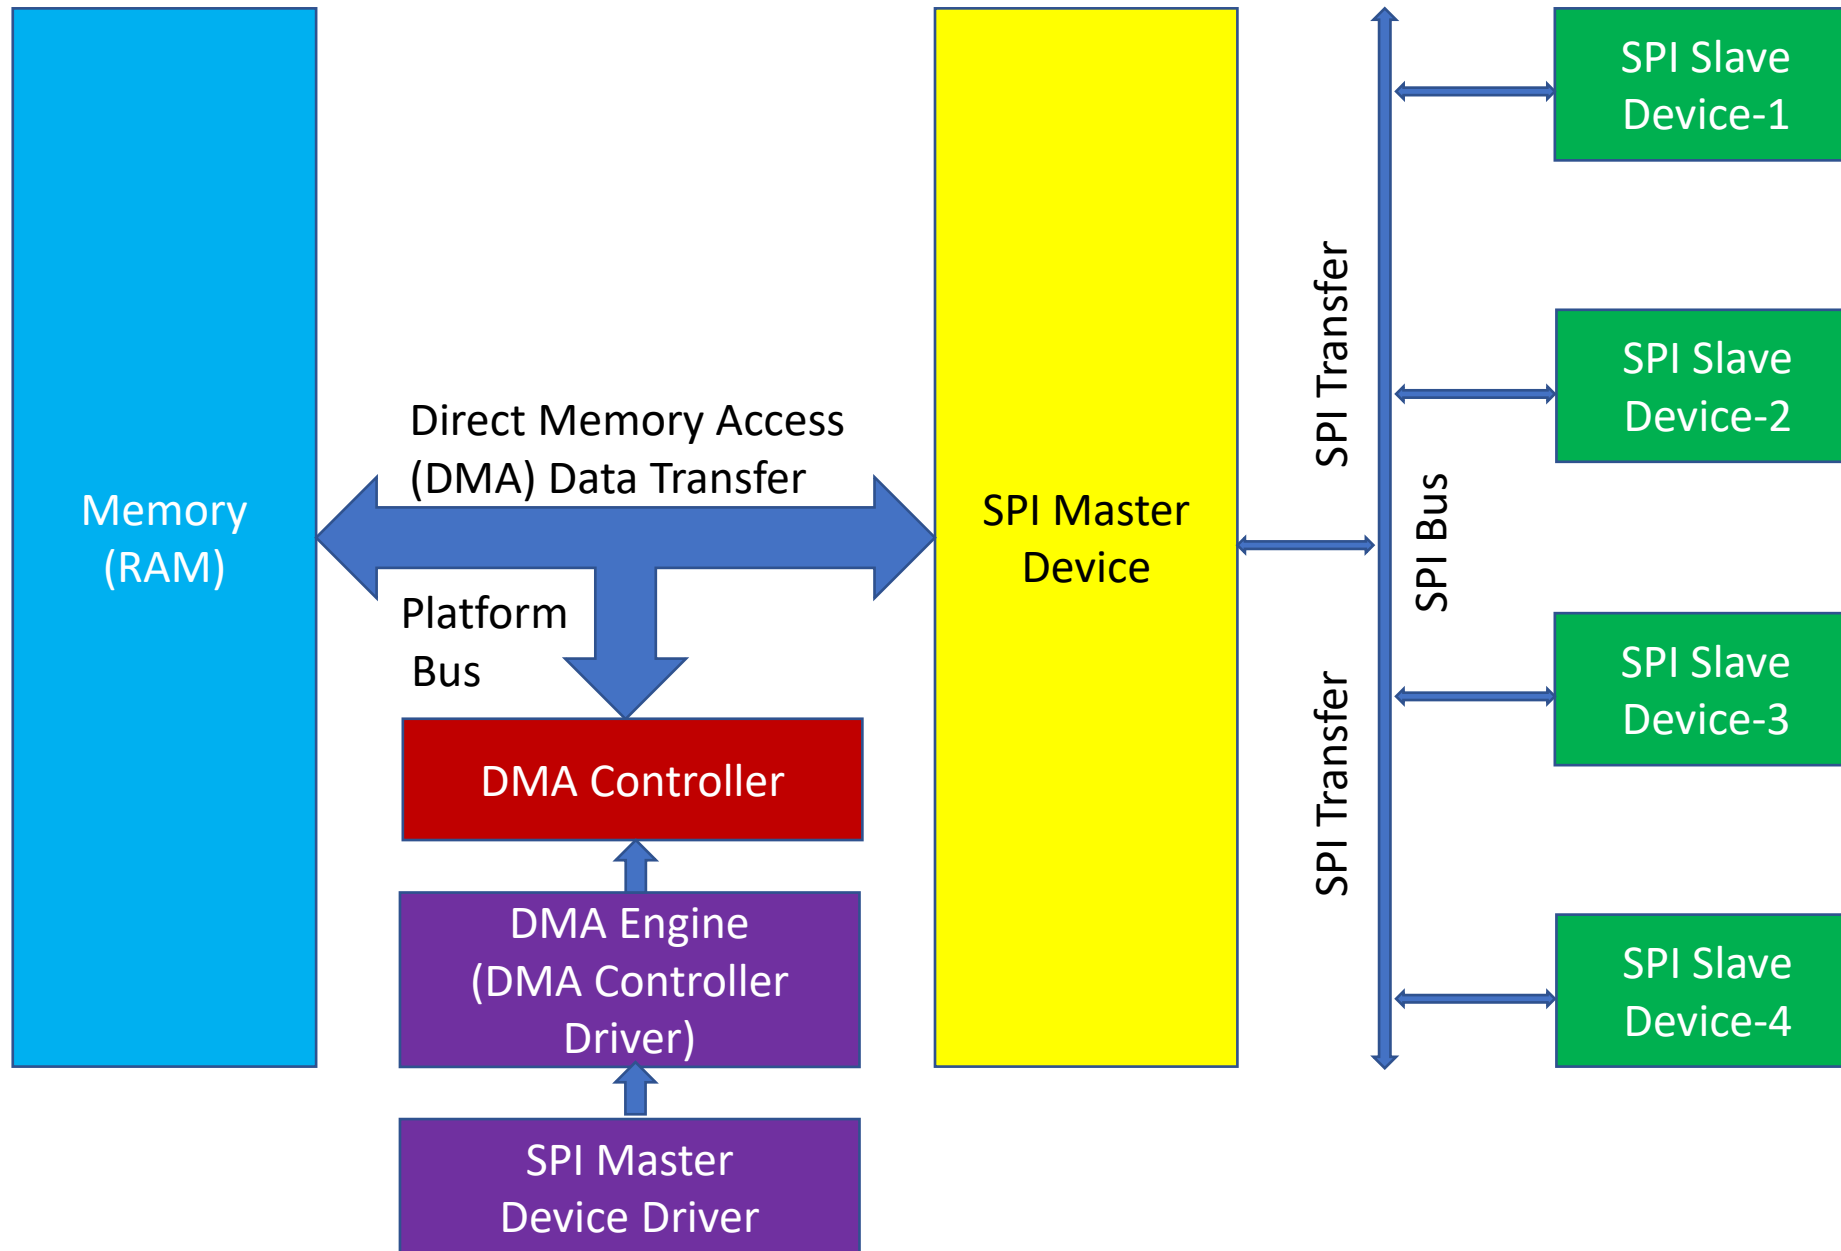 Memory
(RAM)
Direct Memory Access
(DMA) Data Transfer
Platform
Bus
DMA Controller
DMA Engine
(DMA Controller
Driver)
SPI Master
Device Driver
SPI Master
Device
SPI Transfer
SPI Transfer
SPI Bus
SPI Slave
Device-1
SPI Slave
Device-2
SPI Slave
Device-3
SPI Slave
Device-4